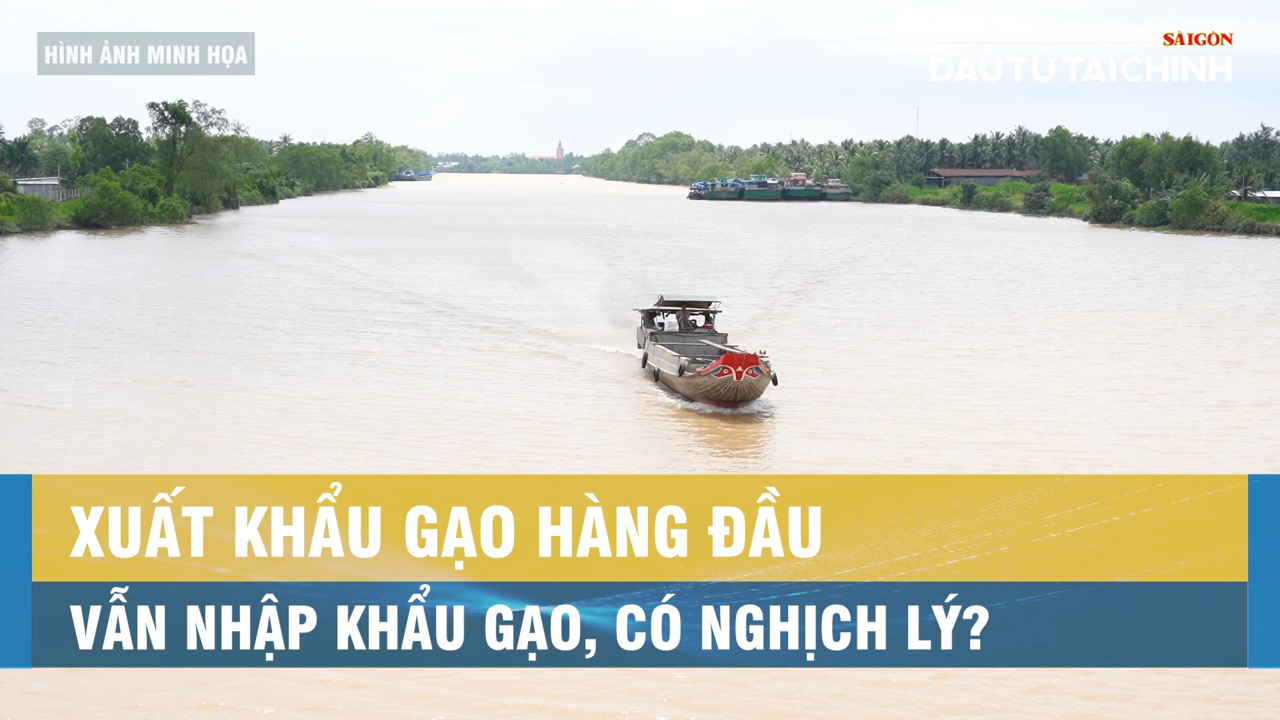 HÌNH ẢNH MINH HỌA
SÀI GÒN
ĐẦU TƯ TÀI CHÍNH
XUẤT KHẨU GẠO HÀNG ĐẦU
VẪN NHẬP KHẨU GẠO, CÓ NGHỊCH LÝ?